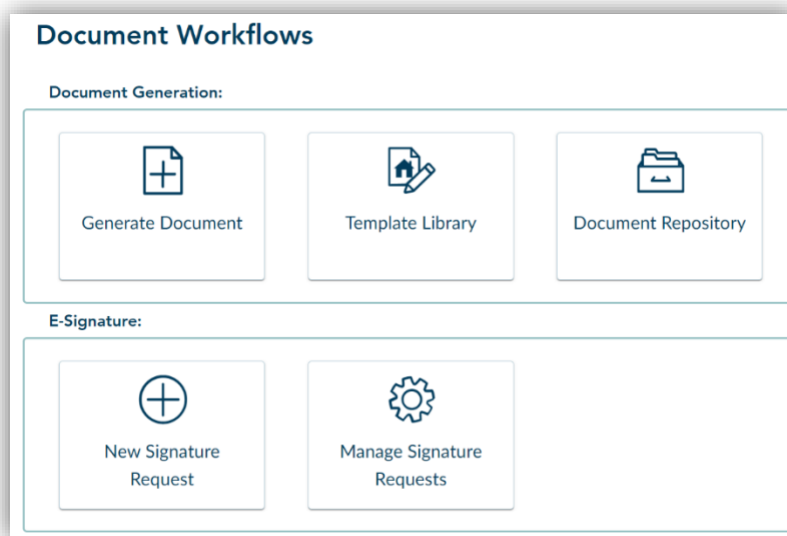 Document Workflows
Document Generation:
Generate Document
Template Library
Document Repository
E-Signature:
New Signature
Request
Manage Signature
Requests